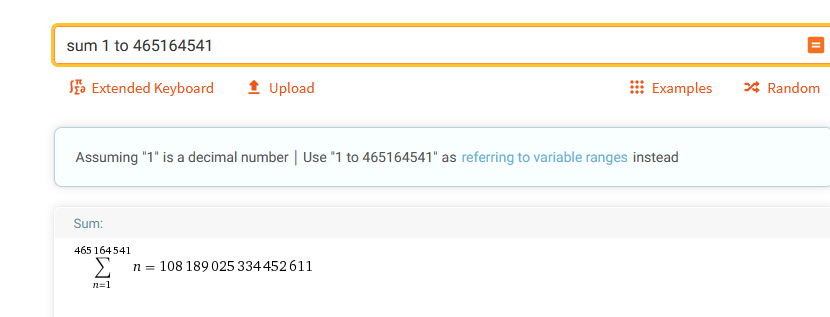 sum 1 to 465164541
Extended Keyboard Upload Examples Random
Assuming "1" is a decimal number | Use "1 to 465164541" as referring to variable ranges instead
Sum:
465 164 541
∑ n = 108 189 025 334 452 611
n=1